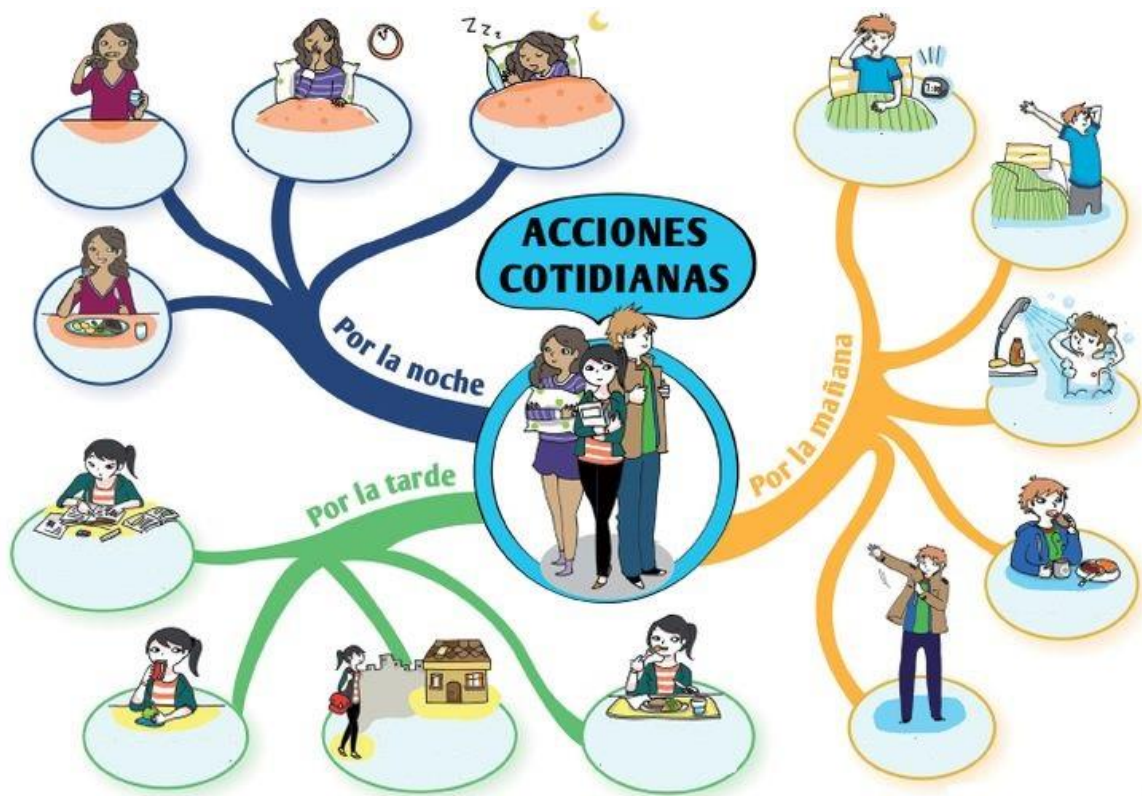 ACCIONES
COTIDIANAS
Por la mañana
Por la tarde
Por la noche
Z Z Z z